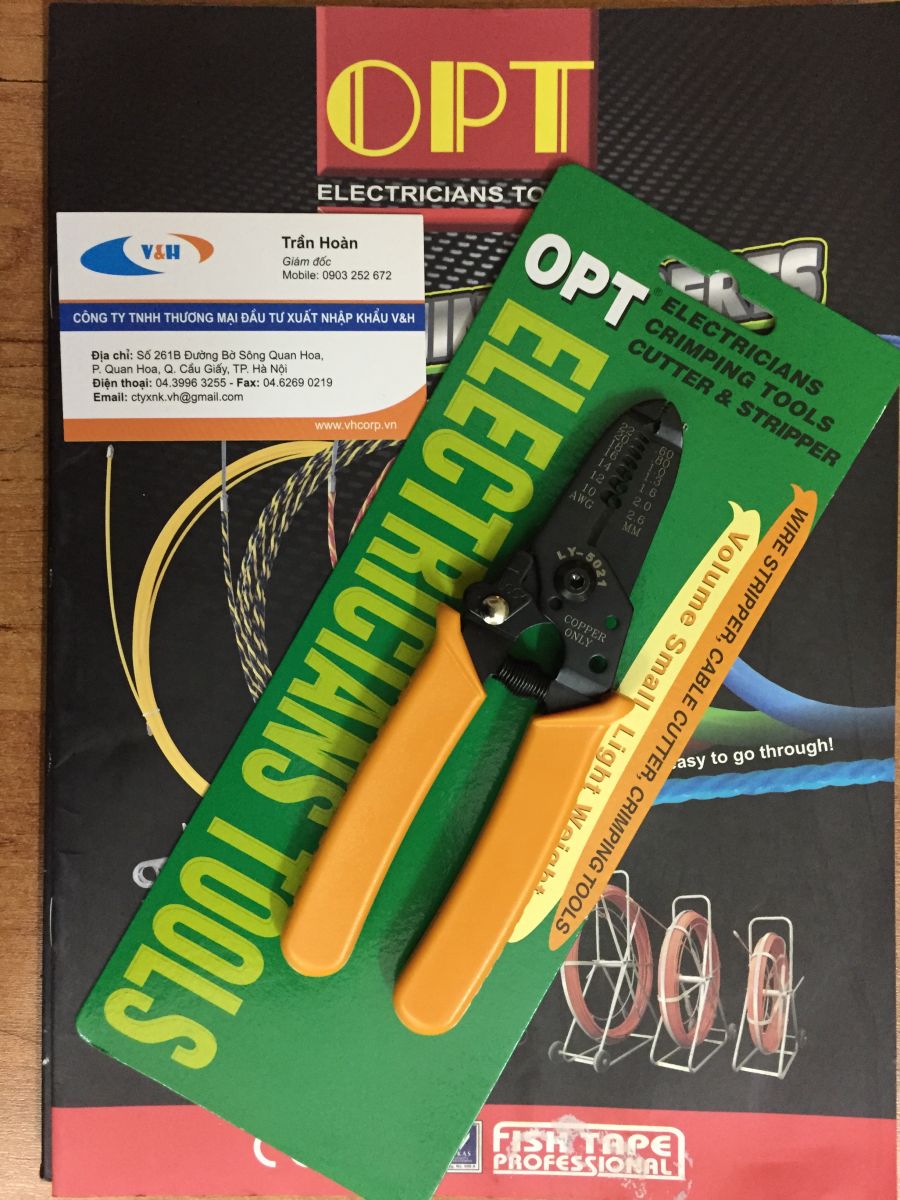 OPT
ELECTRICIANS
V&H
Trần Hoàn
Giám đốc
Mobile: 0903 252 672
CÔNG TY TNHH THƯƠNG MẠI ĐẦU TƯ XUẤT NHẬP KHẨU V&H
Địa chỉ: Số 261B Đường Bờ Sông Quan Hoa,
P. Quan Hoa, Q. Cầu Giấy, TP. Hà Nội
Điện thoại: 04.3996 3255 - Fax: 04.6269 0219
Email: ctyxnk.vh@gmail.com
www.vhcorp.vn
OPT®
ELECTRICIANS
CRIMPING TOOLS
CUTTER & STRIPPER
ELECTRICIANS TOOLS
22
20
18
16
14
12
10
AWG
.60
.80
1.0
1.3
1.6
2.0
2.6
MM
LY-5021
COPPER
ONLY
Volume Small Light Weight
WIRE STRIPPER, CABLE CUTTER, CRIMPING TOOLS
to go through!
FISH TAPE
PROFESSIONAL